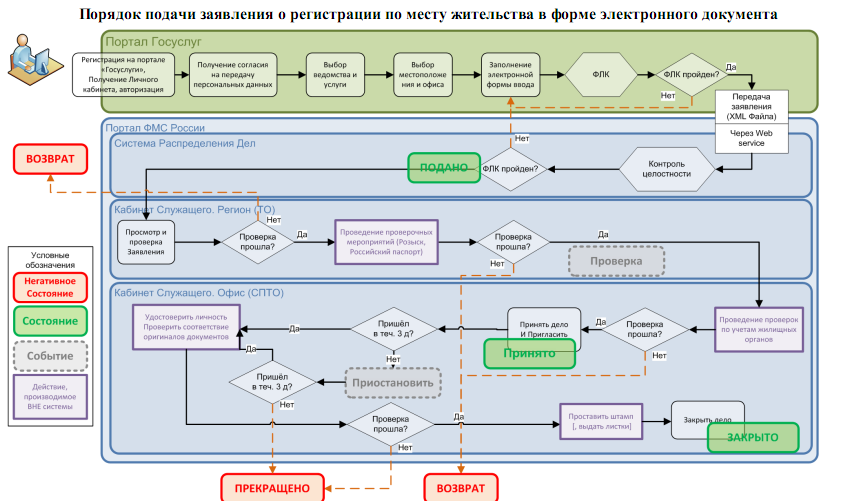 Порядок подачи заявления о регистрации по месту жительства в форме электронного документа
Портал Госуслуг
Регистрация на портале
«Госуслуги»,
Получение Личного
кабинета, авторизация
Получение согласия
на передачу
персональных данных
Выбор
ведомства и
услуги
Выбор
местоположе
ния и офиса
Заполнение
электронной
формы ввода
ФЛК
ФЛК пройден?
Да
Нет
Передача
заявления
(XML Файла)
Через Web
service
Портал ФМС России
Система Распределения Дел
Нет
ПОДАНО
ФЛК пройден?
Контроль
целостности
ВОЗВРАТ
Кабинет Служащего. Регион (ТО)
Просмотр и
проверка
Заявления
Нет
Проверка
прошла?
Да
Проведение проверочных
мероприятий (Розыск,
Российский паспорт)
Проверка
прошла?
Да
Нет
Проверка
Условные
обозначения
Негативное
Состояние
Состояние
Событие
Действие,
производимое
ВНЕ системы
Кабинет Служащего. Офис (СПТО)
Удостоверить личность
Проверить соответствие
оригиналов документов
Да
Пришёл
в теч. 3 д?
Нет
Принять дело
И Пригласить
Принято
Да
Проверка
прошла?
Нет
Проведение проверок
по учетам жилищных
органов
Да
Пришёл
в теч. 3 д?
Нет
Приостановить
Проверка
прошла?
Да
Нет
Проставить штамп
[, выдать листки]
Закрыть дело
ЗАКРЫТО
ПРЕКРАЩЕНО
ВОЗВРАТ